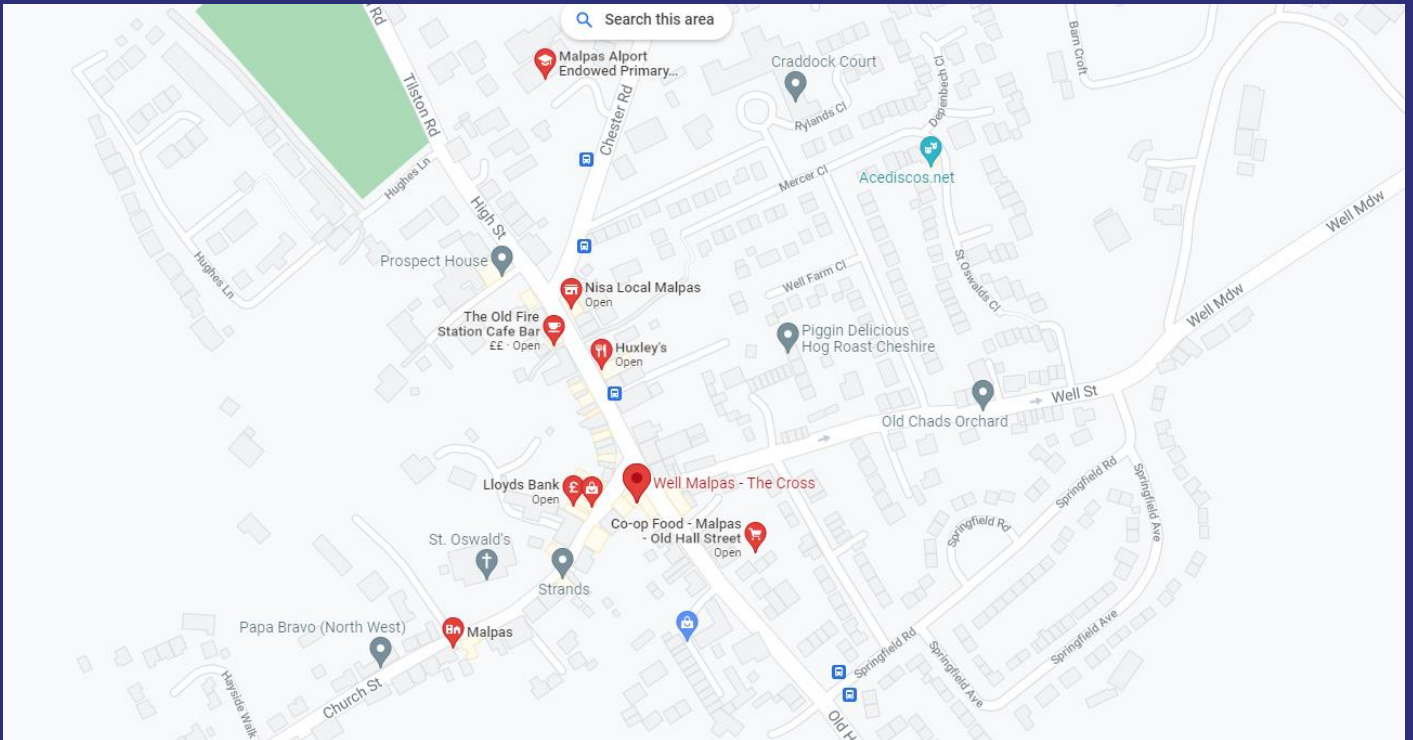 Search this area
Rd
Malpas Alport
Endowed Primary...
Craddock Court
Barn Croft
Tilston Rd
Chester Rd
Rylands Cl
Depenbech Cl
Acediscos.net
Mercer Cl
Hughes Ln
High St
Well Mdw
Prospect House
Hughes Ln
St Oswalds Cl
Well Farm Cl
Nisa Local Malpas
Open
Well Mdw
The Old Fire
Station Cafe Bar
££ · Open
Piggin Delicious
Hog Roast Cheshire
Huxley's
Open
Well St
Old Chads Orchard
Lloyds Bank
Open
£
Well Malpas - The Cross
Springfield Rd
Springfield Ave
Co-op Food - Malpas
- Old Hall Street
Open
Springfield Rd
St. Oswald's
Strands
Papa Bravo (North West)
Malpas
Springfield Rd
Springfield Ave
Springfield Ave
Hayside Walk
Church St
Old H